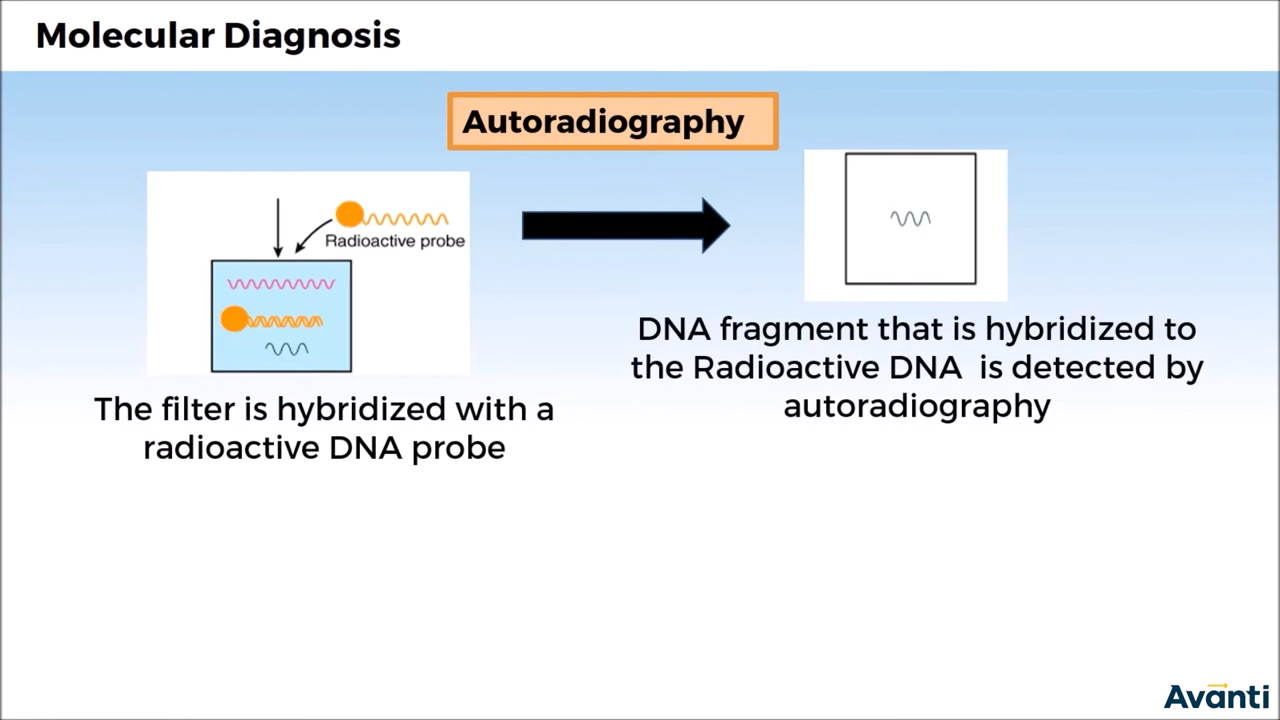 Molecular Diagnosis
Autoradiography
Radioactive probe
The filter is hybridized with a
radioactive DNA probe
DNA fragment that is hybridized to
the Radioactive DNA is detected by
autoradiography
Avanti